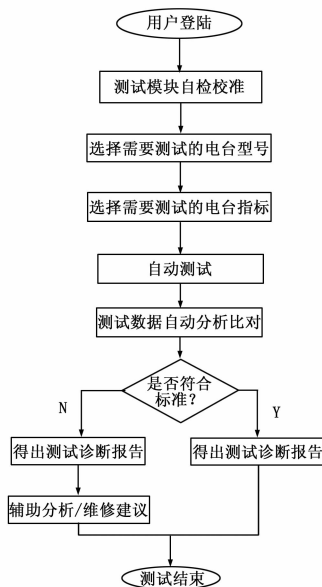 用户登陆
测试模块自检校准
选择需要测试的电台型号
选择需要测试的电台指标
自动测试
测试数据自动分析比对
是否符合
标准？
N
Y
得出测试诊断报告
得出测试诊断报告
辅助分析/维修建议
测试结束